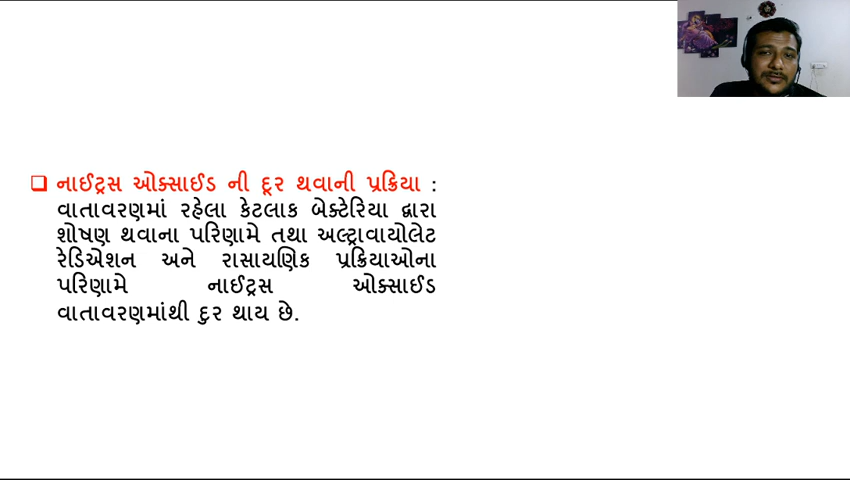 નાઈટ્રસ ઓક્સાઈડ ની દૂર થવાની પ્રક્રિયા :
વાતાવરણમાં રહેલા કેટલાક બેક્ટેરિયા દ્વારા
શોષણ થવાના પરિણામે તથા અલ્ટ્રાવાયોલેટ
રેડિએશન અને રાસાયણિક પ્રક્રિયાઓના
પરિણામે નાઈટ્રસ ઓક્સાઈડ
વાતાવરણમાંથી દુર થાય છે.